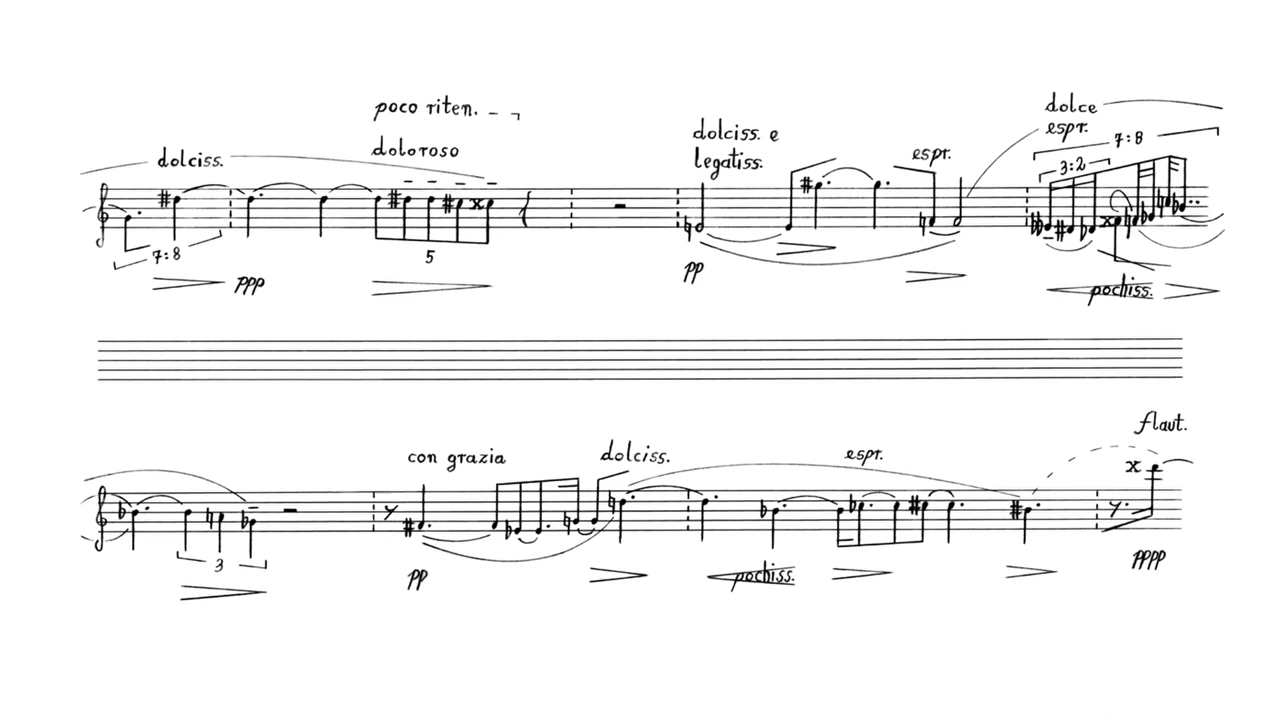 poco riten.
dolciss.
doloroso
dolciss. e
legatiss.
espr.
dolce
espr.
7:8
3:2
7:8
5
ppp
pp
pochiss.
flaut.
con grazia
dolciss.
espr.
3
pp
pochiss.
pppp